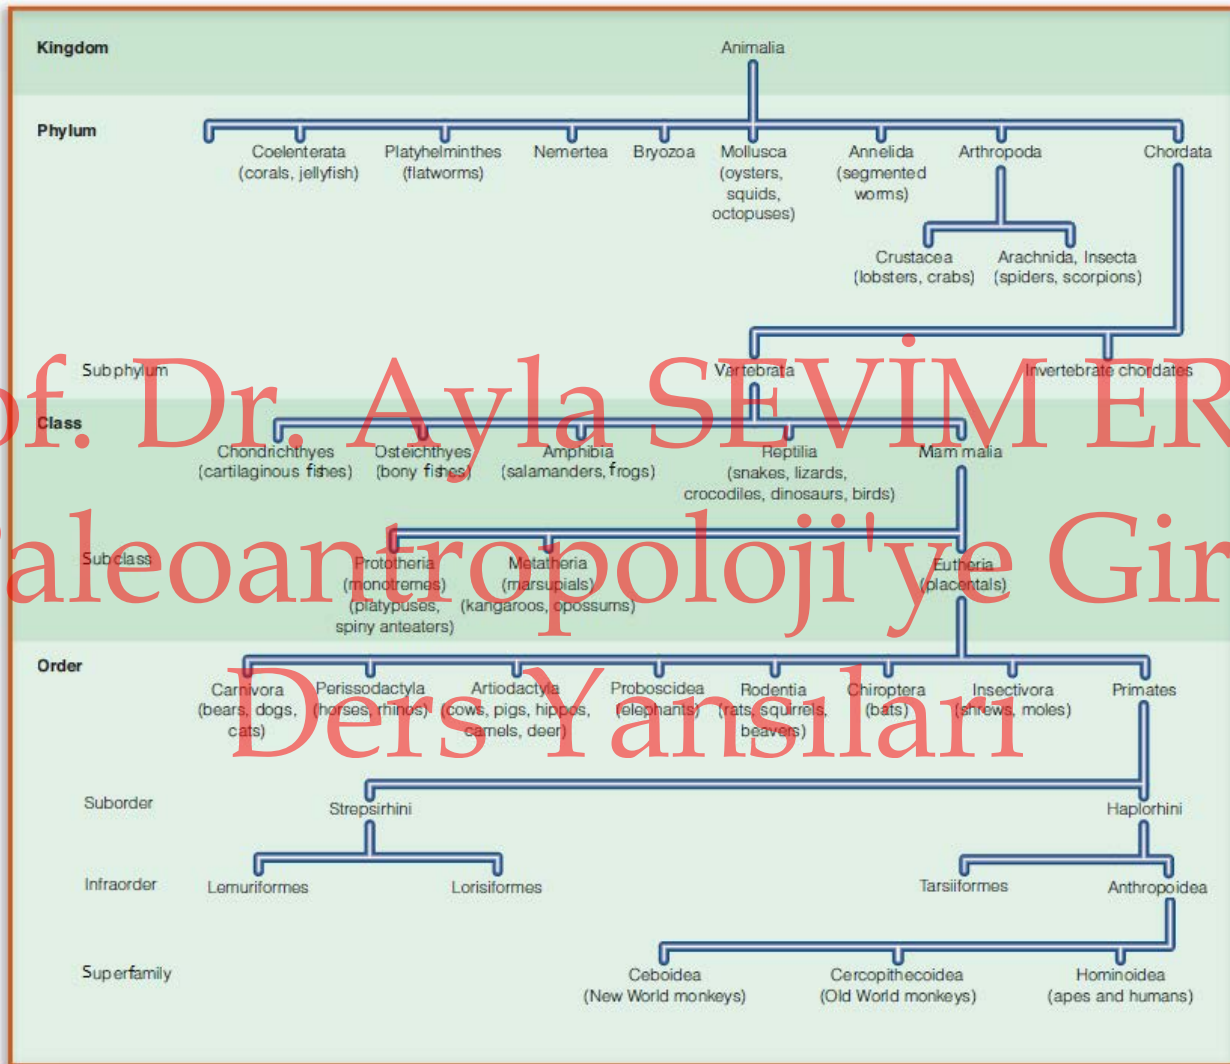 Kingdom
Animalia
Phylum
Coelenterata
(corals, jellyfish)
Platyhelminthes
(flatworms)
Nemertea
Bryozoa
Mollusca
(oysters,
squids,
octopuses)
Annelida
(segmented
worms)
Arthropoda
Chordata
Crustacea
(lobsters, crabs)
Arachnida, Insecta
(spiders, scorpions)
Subphylum
Vertebrata
Invertebrate chordates
Class
Chondrichthyes
(cartilaginous fishes)
Osteichthyes
(bony fishes)
Amphibia
(salamanders, frogs)
Reptilia
(snakes, lizards,
crocodiles, dinosaurs, birds)
Mammalia
Subclass
Prototheria
(monotremes)
(platypuses,
spiny anteaters)
Metatheria
(marsupials)
(kangaroos, opossums)
Eutheria
(placentals)
Order
Carnivora
(bears, dogs,
cats)
Perissodactyla
(horses, rhinos)
Artiodactyla
(cows, pigs, hippos,
camels, deer)
Proboscidea
(elephants)
Rodentia
(rats, squirrels,
beavers)
Chiroptera
(bats)
Insectivora
(shrews, moles)
Primates
Suborder
Strepsirhini
Haplorhini
Infraorder
Lemuriformes
Lorisiformes
Tarsiiformes
Anthropoidea
Superfamily
Ceboidea
(New World monkeys)
Cercopithecoidea
(Old World monkeys)
Hominoidea
(apes and humans)
of. Dr. Ayla SEVİM ER
aleoantropoloji'ye Gir
Ders Yansıları